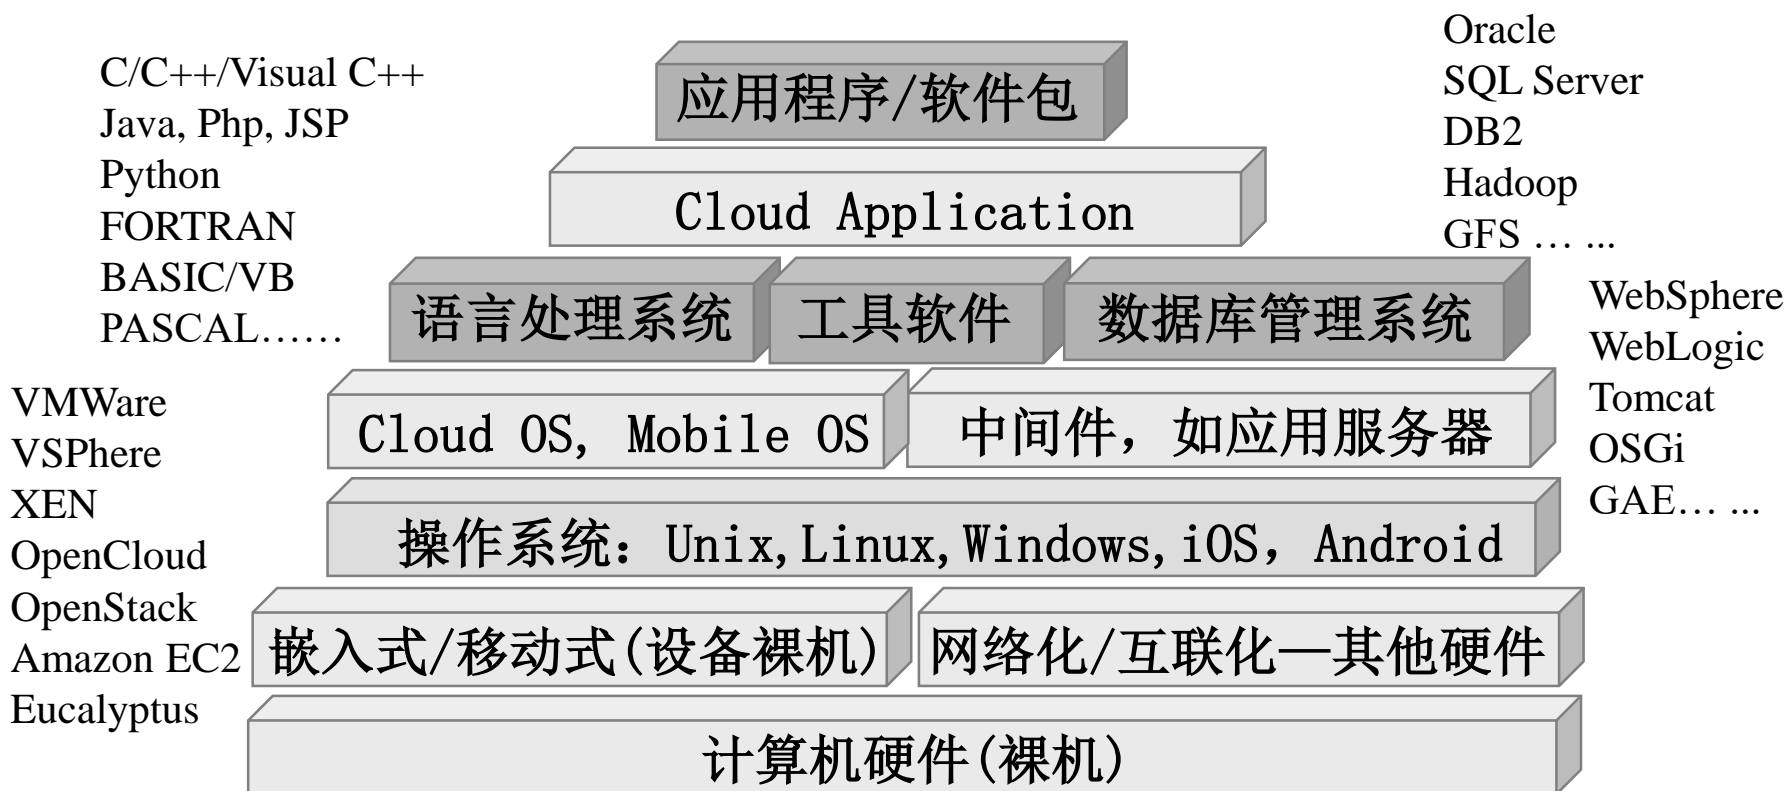 C/C++/Visual C++
Java, Php, JSP
Python
FORTRAN
BASIC/VB
PASCAL……
应用程序/软件包
Cloud Application
Oracle
SQL Server
DB2
Hadoop
GFS … ...
语言处理系统
工具软件
数据库管理系统
WebSphere
WebLogic
Tomcat
OSGi
GAE… ...
VMWare
VSPhere
XEN
OpenCloud
OpenStack
Amazon EC2
Eucalyptus
Cloud OS, Mobile OS
中间件，如应用服务器
操作系统：Unix,Linux,Windows,iOS，Android
嵌入式/移动式(设备裸机)
网络化/互联化—其他硬件
计算机硬件(裸机)